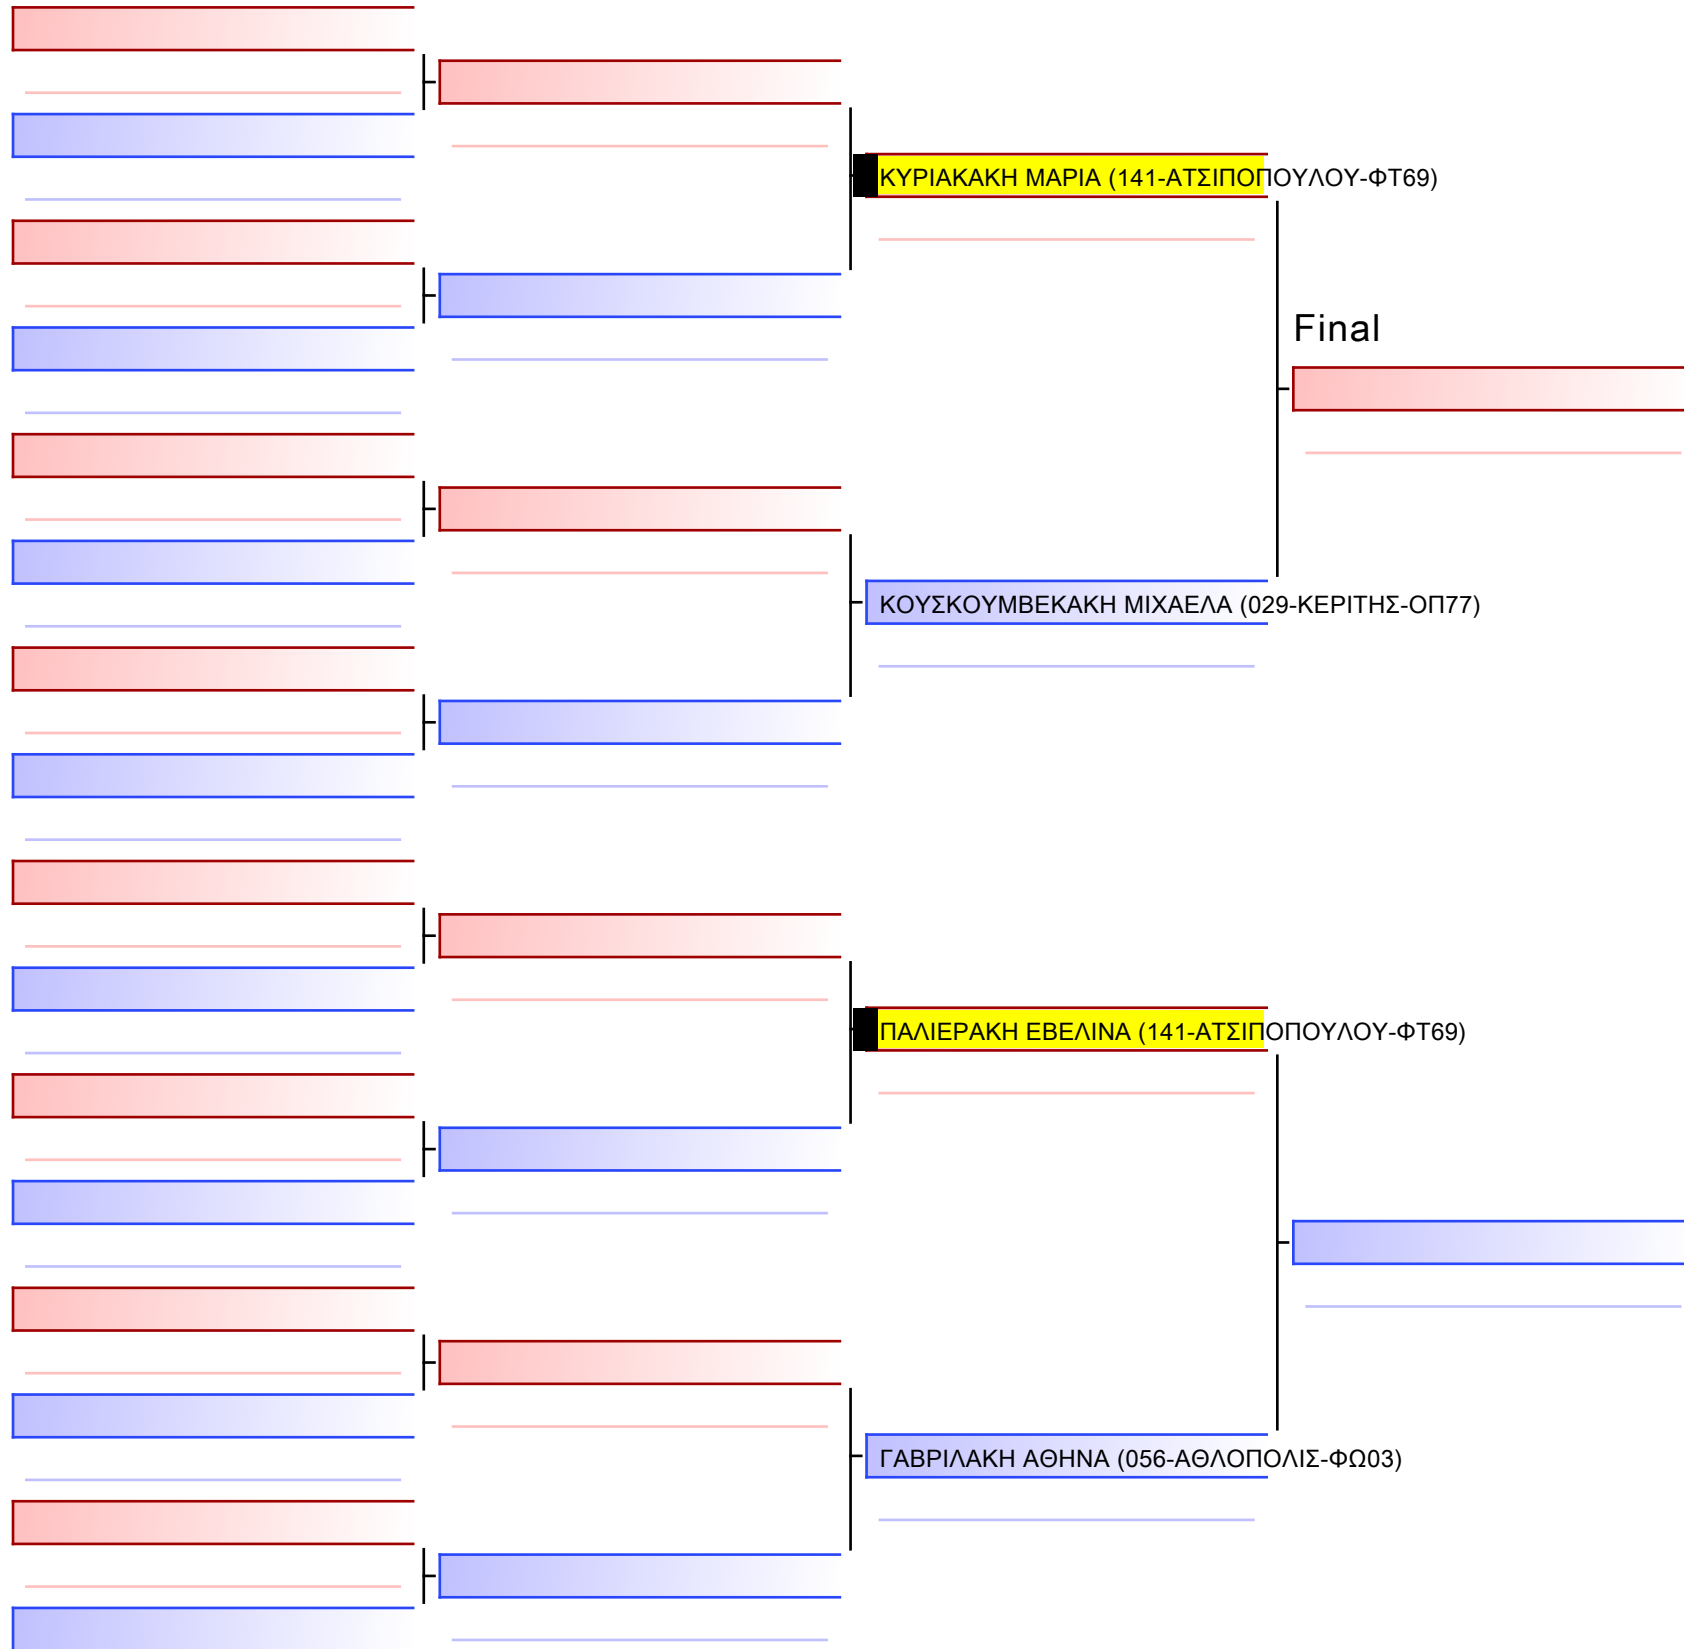 ΚΥΡΙΑΚΑΚΗ ΜΑΡΙΑ (141-ΑΤΣΙΠΟΠΟΥΛΟΥ-ΦΤ69)
Final
ΚΟΥΣΚΟΥΜΒΕΚΑΚΗ ΜΙΧΑΕΛΑ (029-ΚΕΡΙΤΗΣ-ΟΠ77)
ΠΑΛΙΕΡΑΚΗ ΕΒΕΛΙΝΑ (141-ΑΤΣΙΠΟΠΟΥΛΟΥ-ΦΤ69)
ΓΑΒΡΙΛΑΚΗ ΑΘΗΝΑ (056-ΑΘΛΟΠΟΛΙΣ-ΦΩ03)